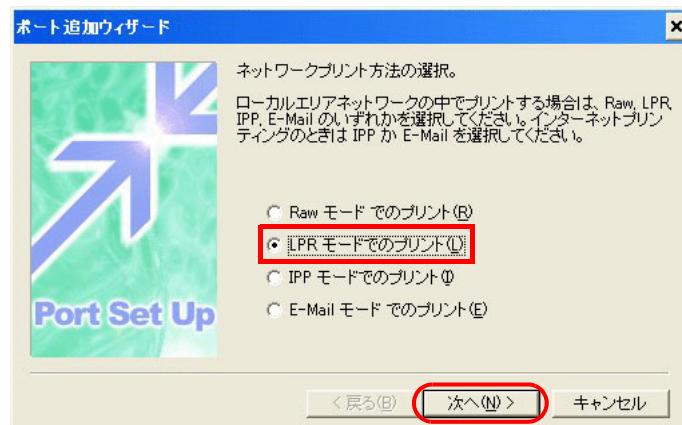 ポート追加ウィザード
ネットワークプリント方法の選択。
ローカルエリアネットワークの中でプリントする場合は、Raw, LPR,
IPP, E-Mail のいずれかを選択してください。インターネットプリン
ティングのときは IPP か E-Mail を選択してください。
Raw モード でのプリント(R)
LPR モードでのプリント(L)
IPP モードでのプリント(I)
E-Mail モード でのプリント(E)
Port Set Up
< 戻る(B)
次へ(N) >
キャンセル